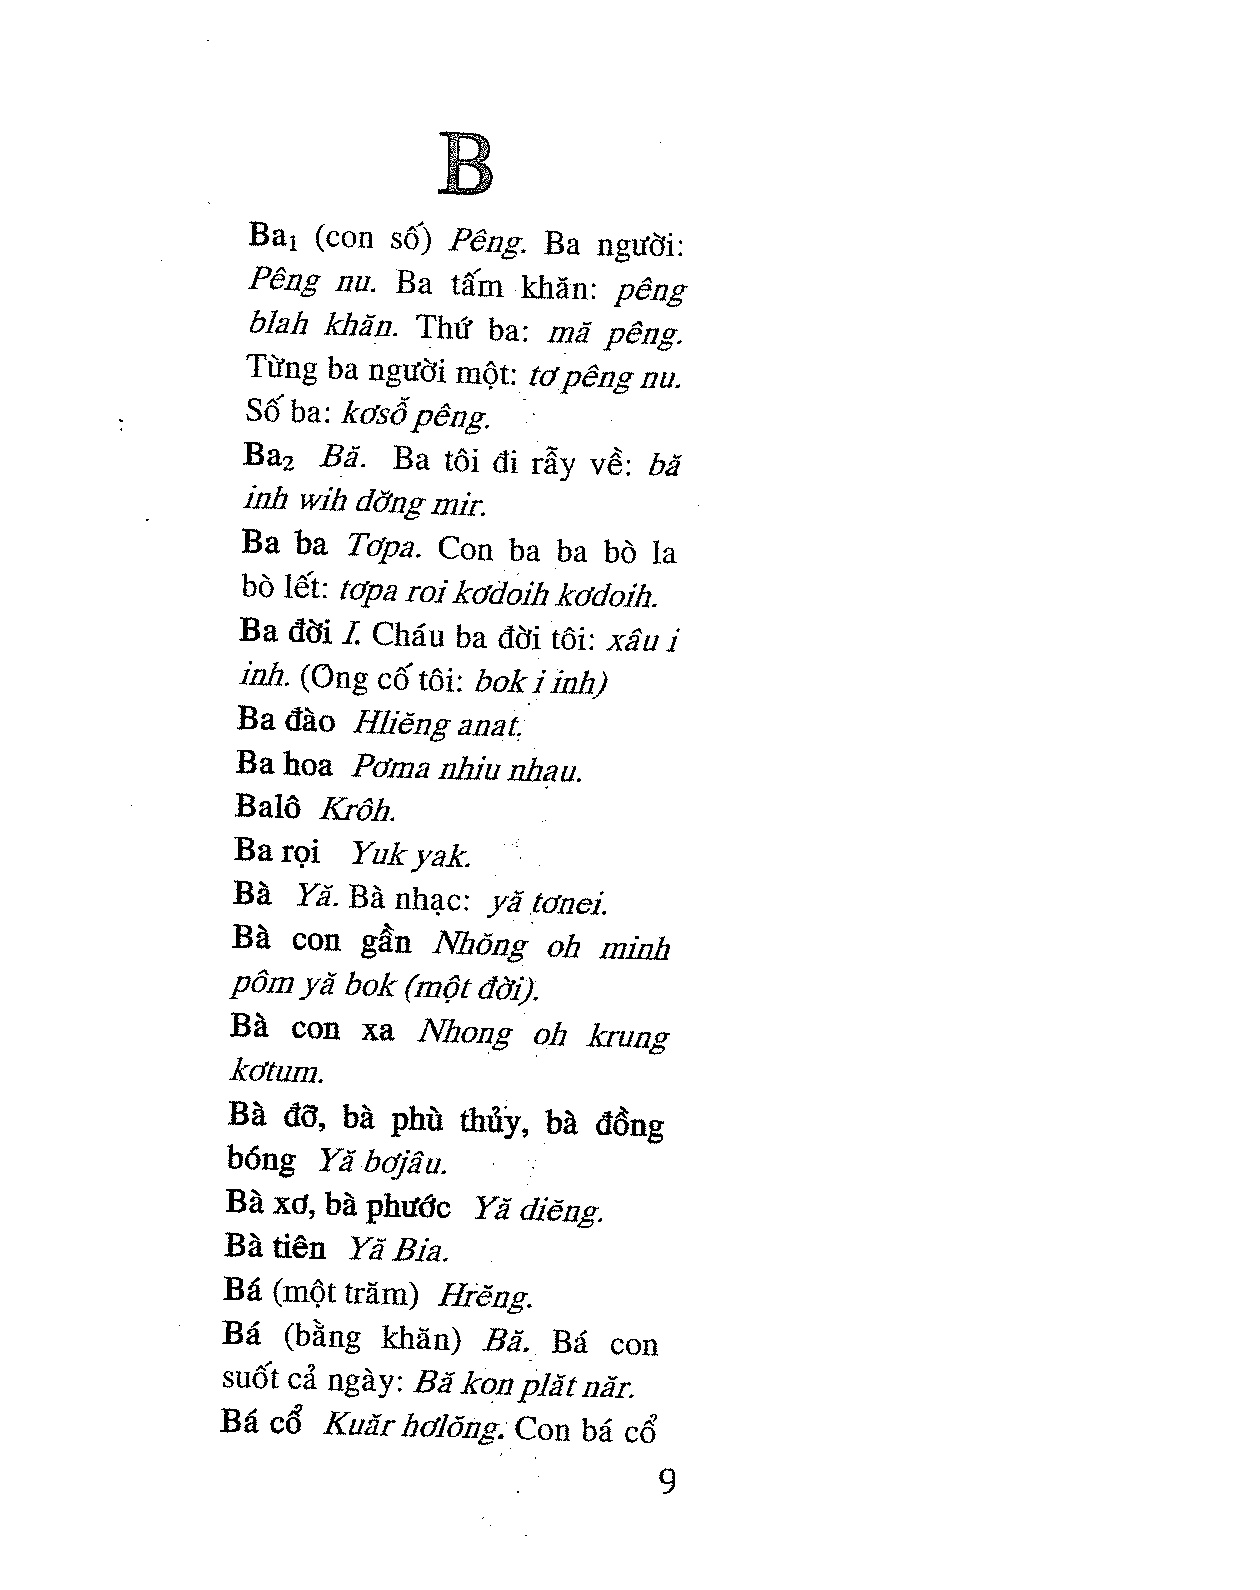 B
Ba₁ (con số) Pêng. Ba người:
Pêng nu. Ba tấm khăn: pêng
blah khăn. Thứ ba: mă pêng.
Từng ba người một: tơ pêng nu.
Số ba: kơsỗ pêng.
Ba₂ Bă. Ba tôi đi rẫy về: bă
inh wih dơ̆ng mir.
Ba ba Tơpa. Con ba ba bò la
bò lết: tơpa roi kơdoih kơdoih.
Ba đời I. Cháu ba đời tôi: xâu i
inh. (Ông cố tôi: bok i inh)
Ba đào Hliĕng anat.
Ba hoa Pơma nhiu nhau.
Balô Krôh.
Ba rọi Yuk yak.
Bà Yă. Bà nhạc: yă tơnei.
Bà con gần Nhŏng oh minh
pôm yă bok (một đời).
Bà con xa Nhong oh krung
kơtum.
Bà đỡ, bà phù thủy, bà đồng
bóng Yă bơjâu.
Bà xơ, bà phước Yă diĕng.
Bà tiên Yă Bia.
Bá (một trăm) Hrĕng.
Bá (bằng khăn) Bă. Bá con
suốt cả ngày: Bă kon plăt năr.
Bá cổ Kuăr hơlŏng. Con bá cổ
9